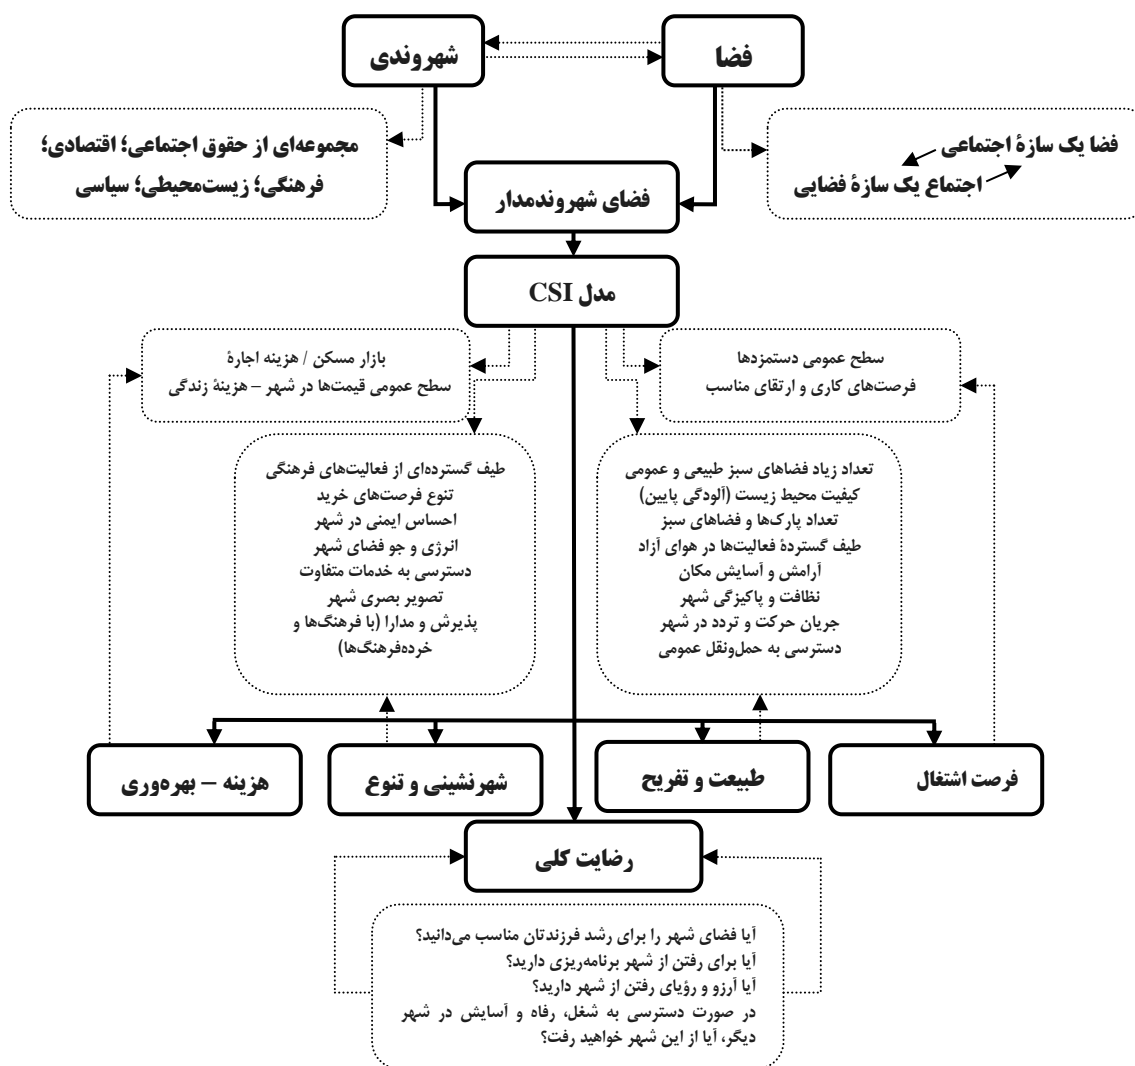 فضا
شهروندی
فضا یک سازهٔ اجتماعی
اجتماع یک سازهٔ فضایی
مجموعه‌ای از حقوق اجتماعی؛ اقتصادی؛
فرهنگی؛ زیست‌محیطی؛ سیاسی
فضای شهروندمدار
مدل CSI
سطح عمومی دستمزدها
فرصت‌های کاری و ارتقای مناسب
بازار مسکن / هزینه اجارهٔ
سطح عمومی قیمت‌ها در شهر – هزینهٔ زندگی
تعداد زیاد فضاهای سبز طبیعی و عمومی
کیفیت محیط زیست (آلودگی پایین)
تعداد پارک‌ها و فضاهای سبز
طیف گستردهٔ فعالیت‌ها در هوای آزاد
آرامش و آسایش مکان
نظافت و پاکیزگی شهر
جریان حرکت و تردد در شهر
دسترسی به حمل‌ونقل عمومی
طیف گسترده‌ای از فعالیت‌های فرهنگی
تنوع فرصت‌های خرید
احساس ایمنی در شهر
انرژی و جو فضای شهر
دسترسی به خدمات متفاوت
تصویر بصری شهر
پذیرش و مدارا (با فرهنگ‌ها و
خرده‌فرهنگ‌ها)
فرصت اشتغال
طبیعت و تفریح
شهرنشینی و تنوع
هزینه – بهره‌وری
رضایت کلی
آیا فضای شهر را برای رشد فرزندتان مناسب می‌دانید؟
آیا برای رفتن از شهر برنامه‌ریزی دارید؟
آیا آرزو و رؤیای رفتن از شهر دارید؟
در صورت دسترسی به شغل، رفاه و آسایش در شهر
دیگر، آیا از این شهر خواهید رفت؟